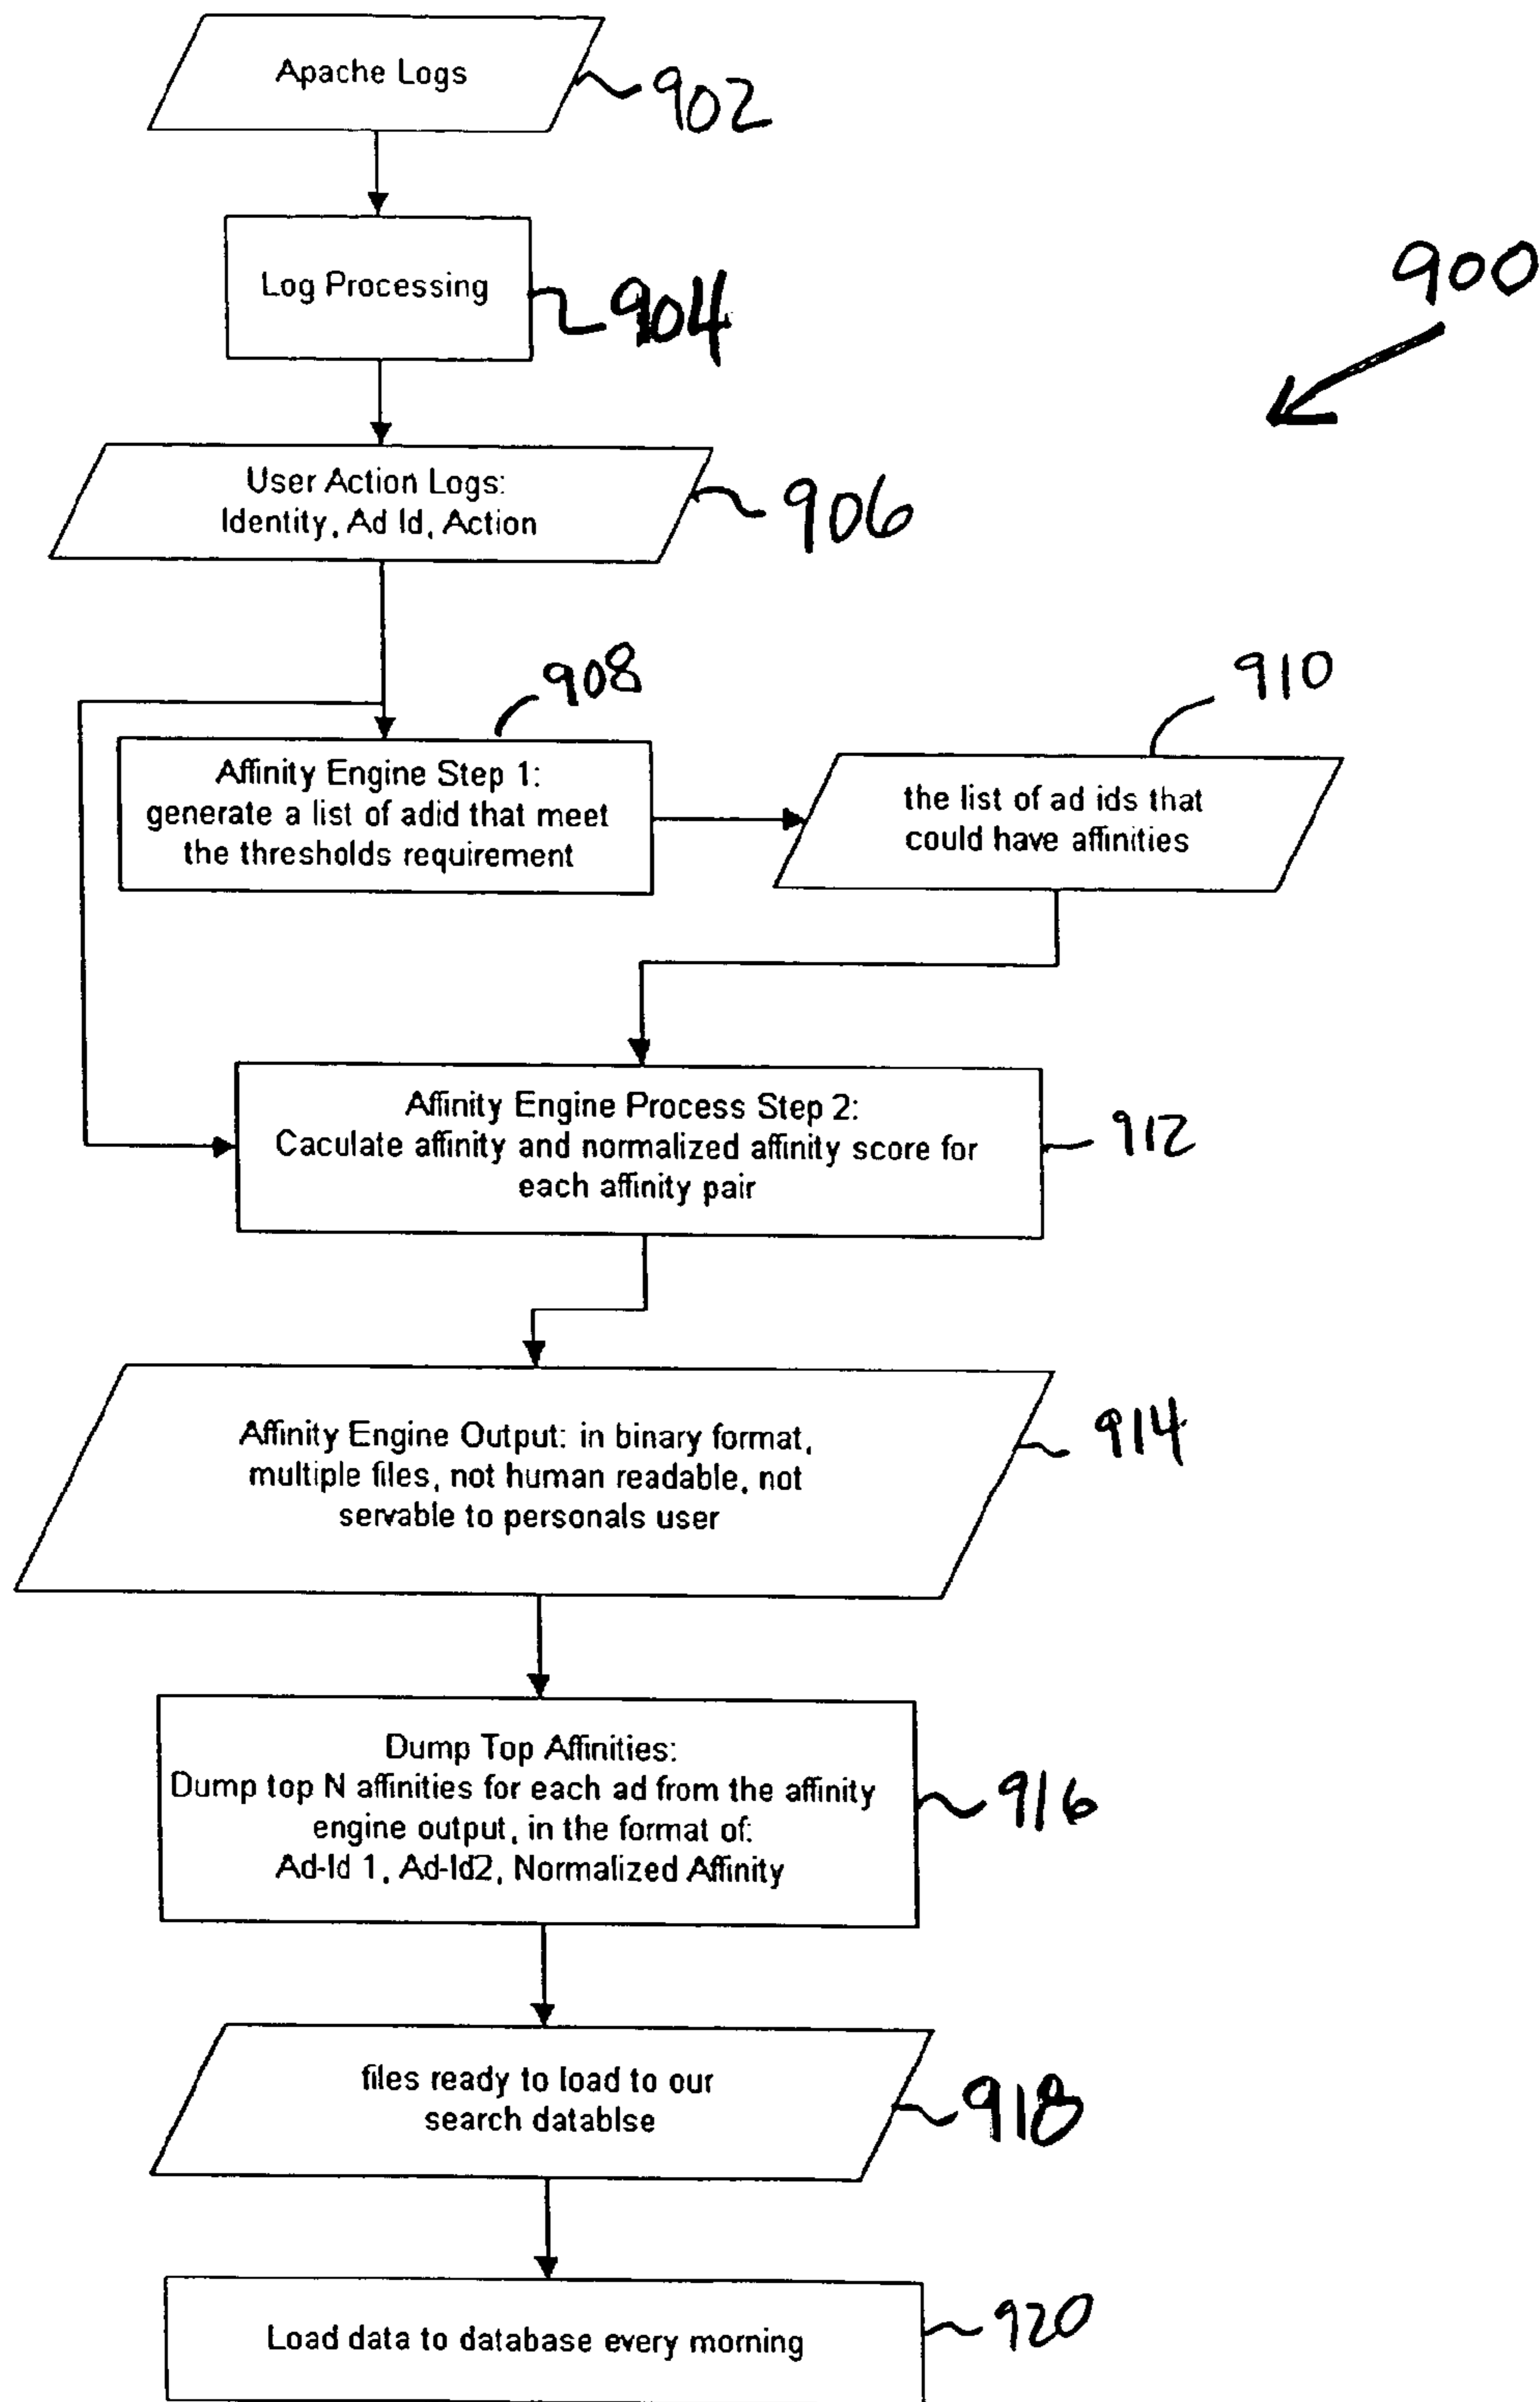 Apache Logs
902
Log Processing
904
900
User Action Logs:
Identity, Ad Id, Action
906
908
910
Affinity Engine Step 1:
generate a list of adid that meet
the thresholds requirement
the list of ad ids that
could have affinities
Affinity Engine Process Step 2:
Caculate affinity and normalized affinity score for
each affinity pair
912
Affinity Engine Output: in binary format,
multiple files, not human readable, not
servable to personals user
914
Dump Top Affinities:
Dump top N affinities for each ad from the affinity
engine output, in the format of:
Ad-Id 1, Ad-Id2, Normalized Affinity
916
files ready to load to our
search datablse
918
Load data to database every morning
920